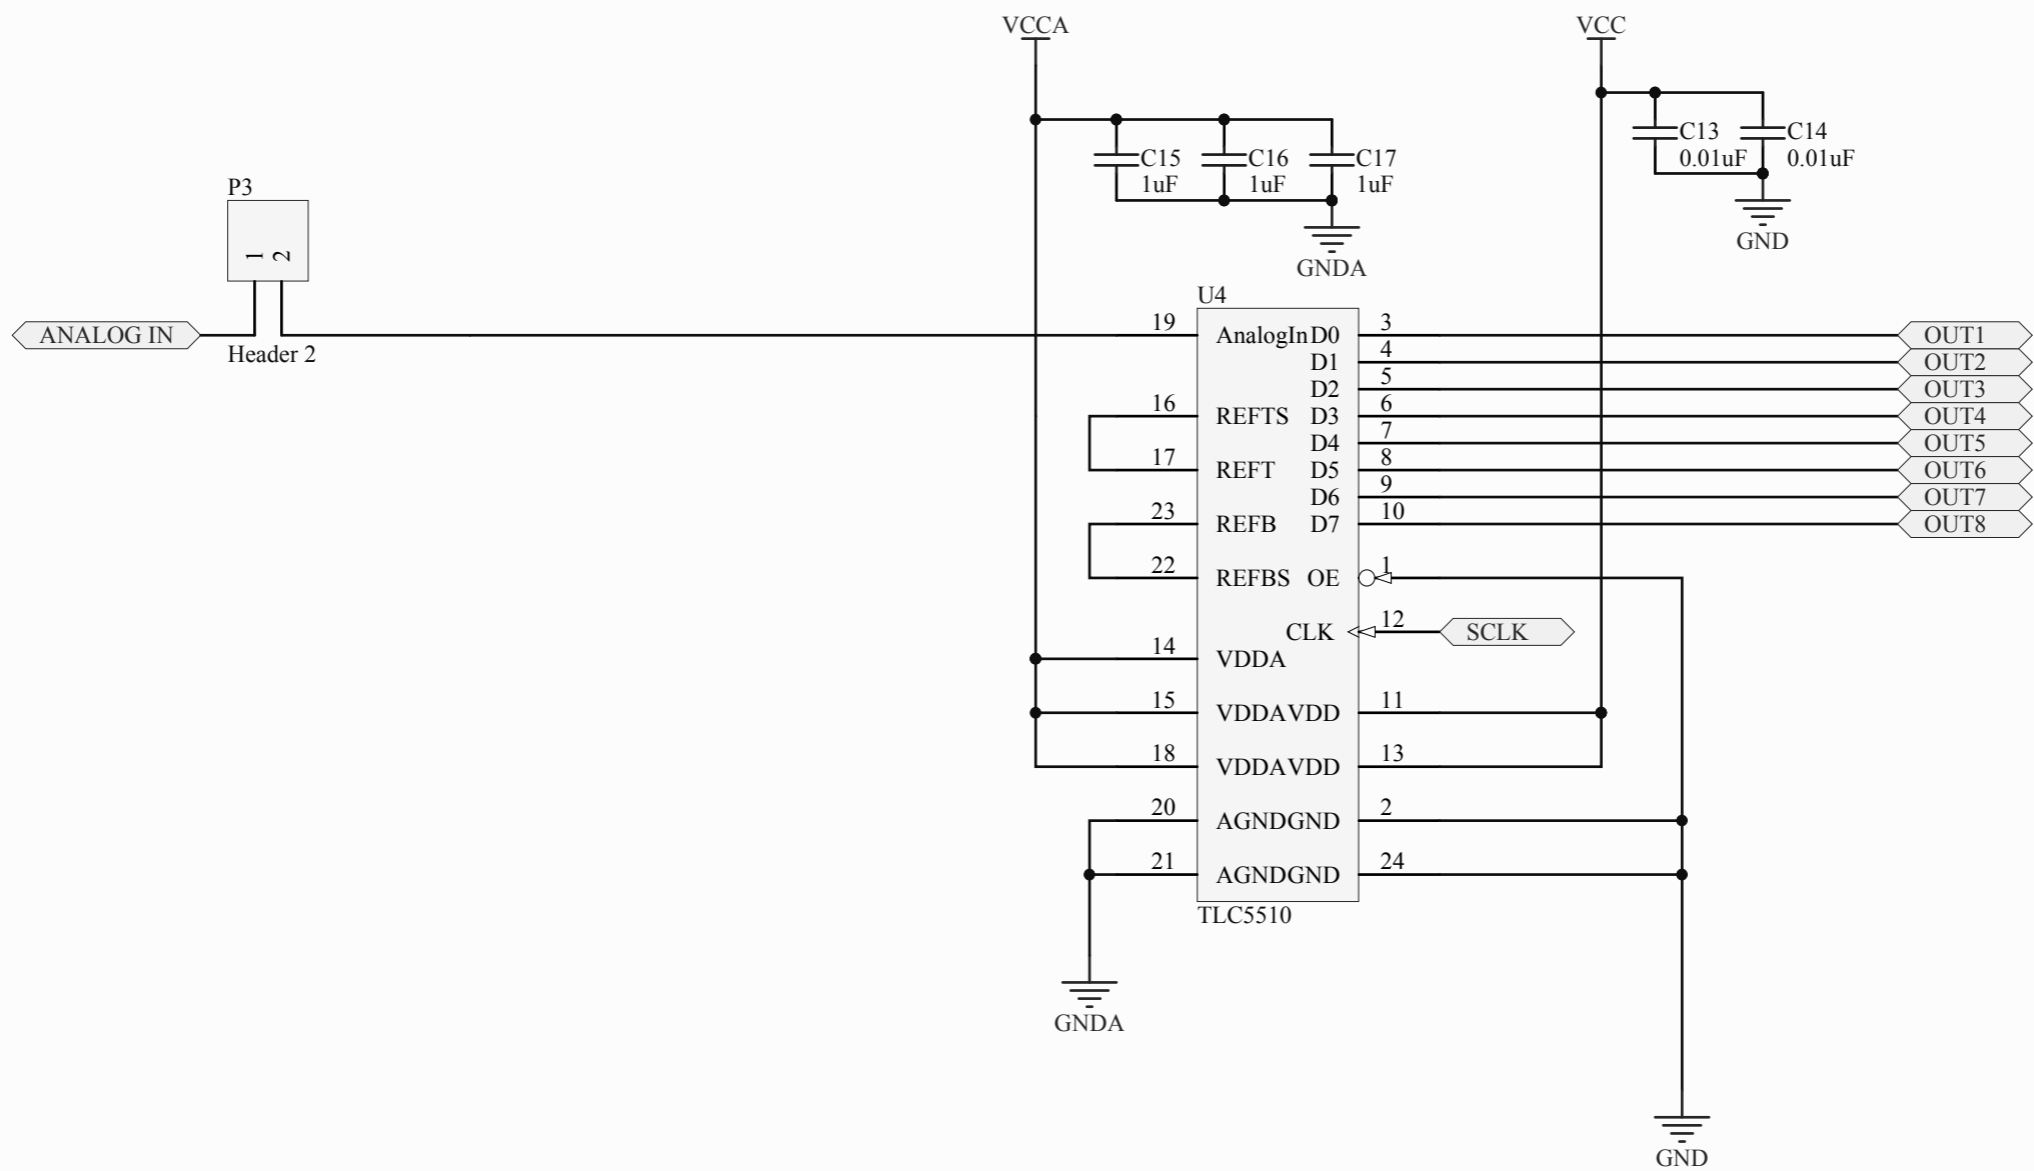 VCCA
VCC
C13
0.01uF
C14
0.01uF
C15
1uF
C16
1uF
C17
1uF
GND
GNDA
P3
1
2
Header 2
ANALOG IN
U4
19 AnalogIn D0 3 OUT1
D1 4 OUT2
D2 5 OUT3
16 REFTS D3 6 OUT4
D4 7 OUT5
17 REFT D5 8 OUT6
D6 9 OUT7
23 REFB D7 10 OUT8
22 REFBS OE 1
CLK 12 SCLK
14 VDDA
15 VDDA VDD 11
18 VDDA VDD 13
20 AGND GND 2
21 AGND GND 24
TLC5510
GNDA
GND